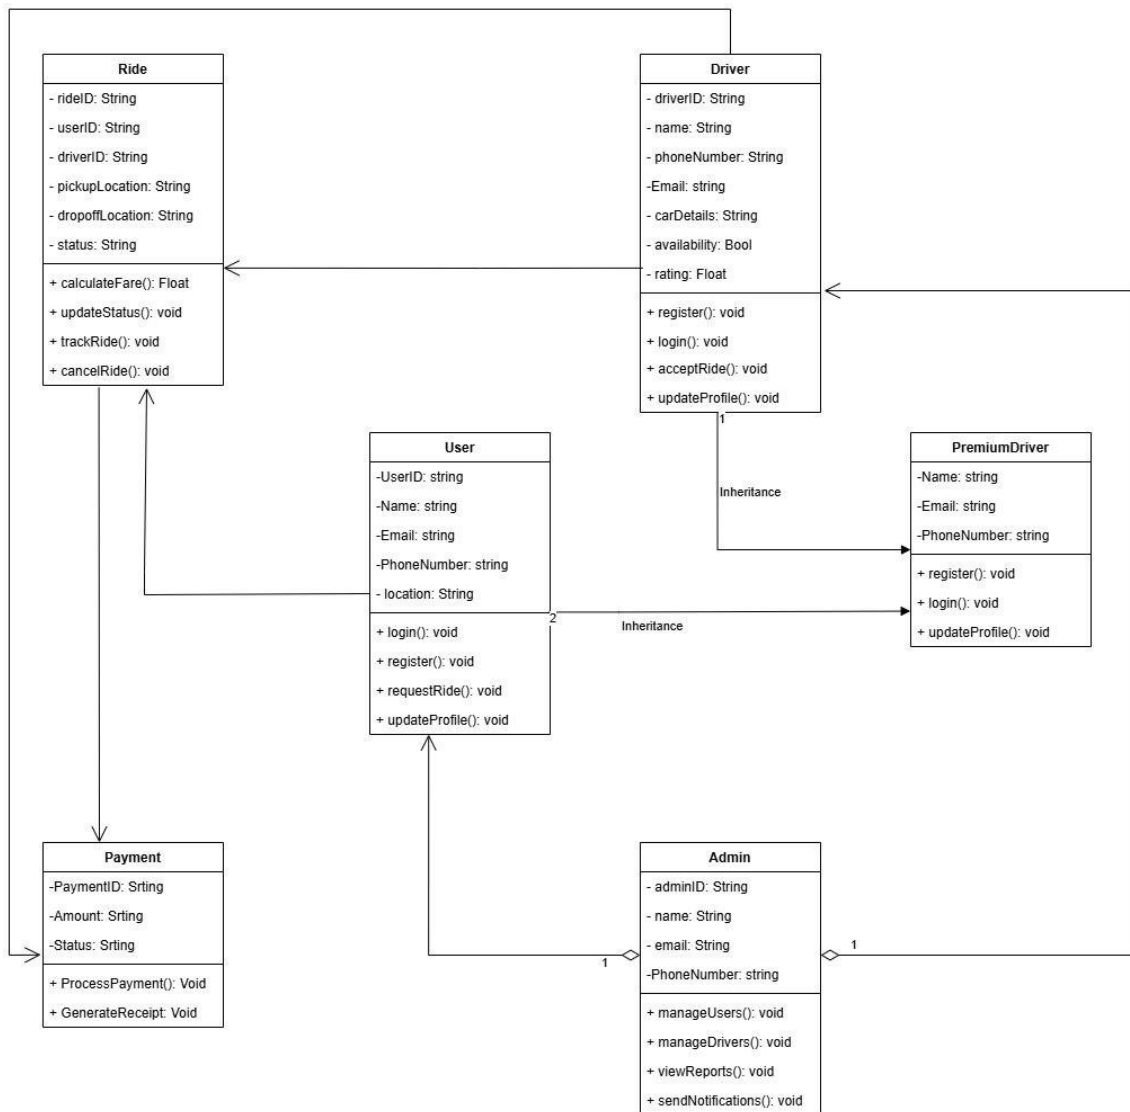 Ride
- rideID: String
- userID: String
- driverID: String
- pickupLocation: String
- dropoffLocation: String
- status: String
+ calculateFare(): Float
+ updateStatus(): void
+ trackRide(): void
+ cancelRide(): void
Driver
- driverID: String
- name: String
- phoneNumber: String
-Email: string
- carDetails: String
- availability: Bool
- rating: Float
+ register(): void
+ login(): void
+ acceptRide(): void
+ updateProfile(): void
1
Inheritance
User
-UserID: string
-Name: string
-Email: string
-PhoneNumber: string
- location: String
+ login(): void
+ register(): void
+ requestRide(): void
+ updateProfile(): void
2
Inheritance
PremiumDriver
-Name: string
-Email: string
-PhoneNumber: string
+ register(): void
+ login(): void
+ updateProfile(): void
Payment
-PaymentID: Srting
-Amount: Srting
-Status: Srting
+ ProcessPayment(): Void
+ GenerateReceipt: Void
1
Admin
- adminID: String
- name: String
- email: String
-PhoneNumber: string
+ manageUsers(): void
+ manageDrivers(): void
+ viewReports(): void
+ sendNotifications(): void
1